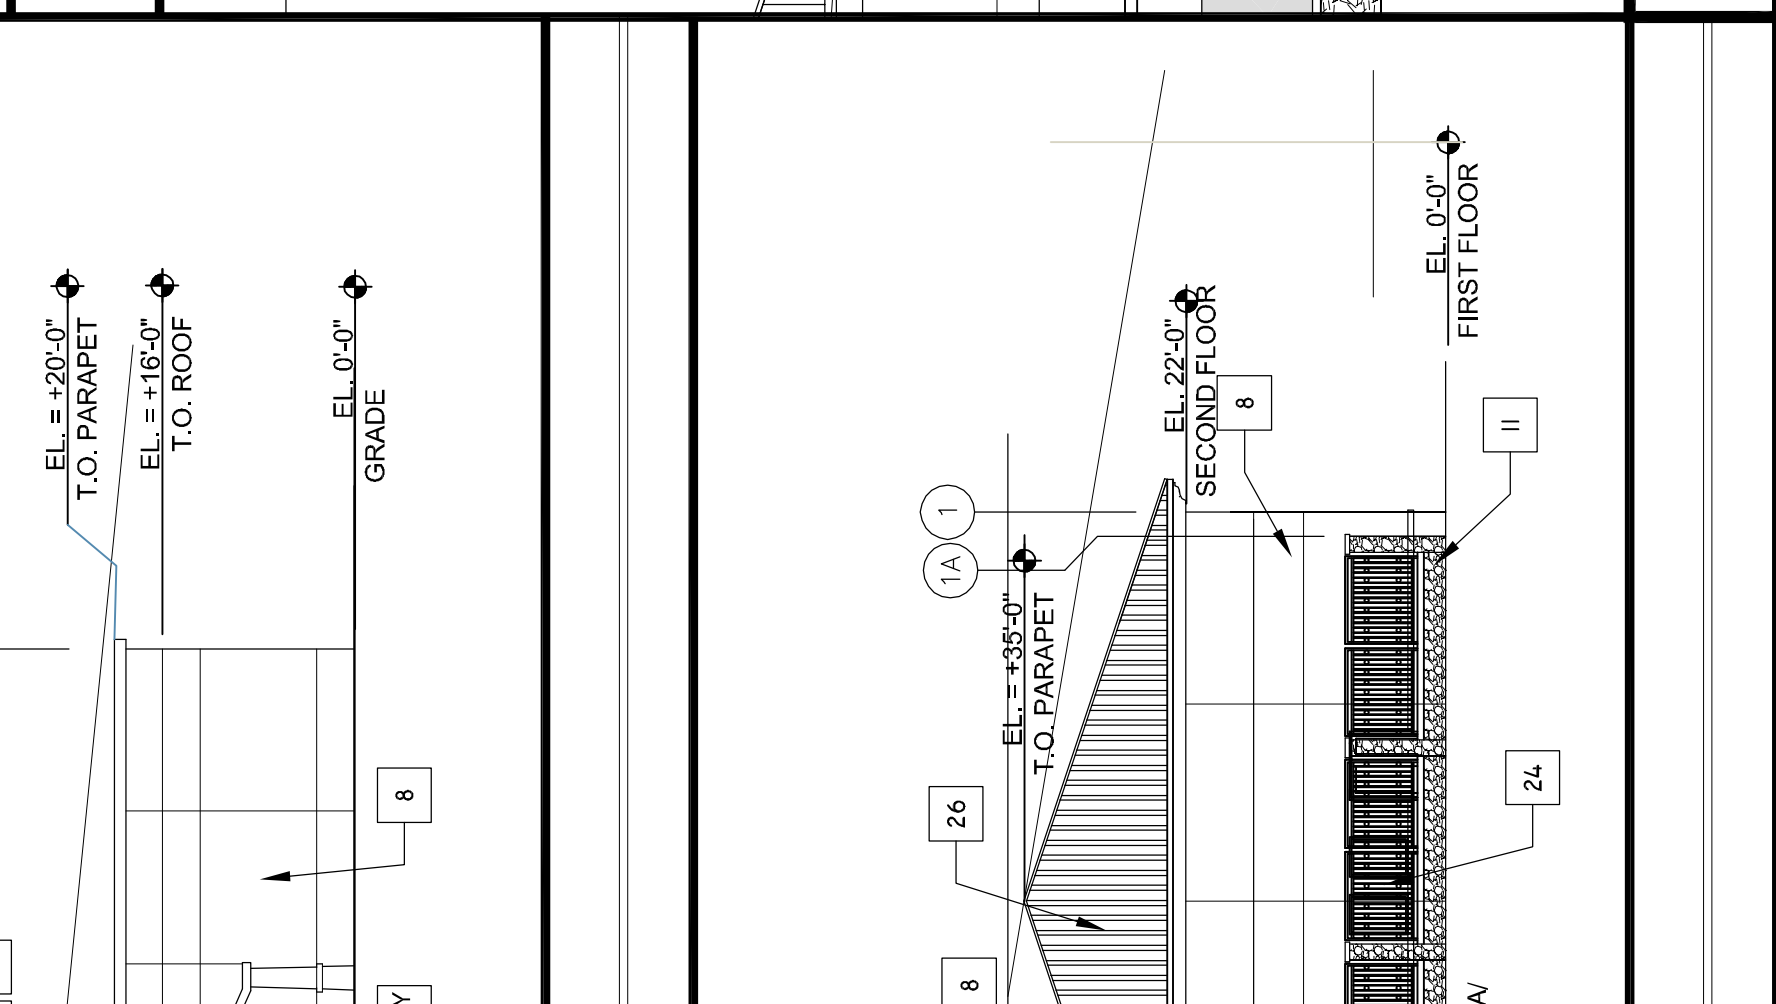 EL. = +20'-0"
T.O. PARAPET
EL. = +16'-0"
T.O. ROOF
EL. 0'-0"
GRADE
8
Y
1
1A
EL. = +35'-0"
T.O. PARAPET
26
8
EL. 22'-0"
SECOND FLOOR
8
EL. 0'-0"
FIRST FLOOR
11
24
A/